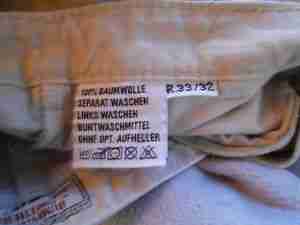 100% BAUMWOLLE
SEPARAT WASCHEN
LINKS WASCHEN
BUNTWASCHMITTEL
OHNE OPT. AUFHELLER
R.33/32